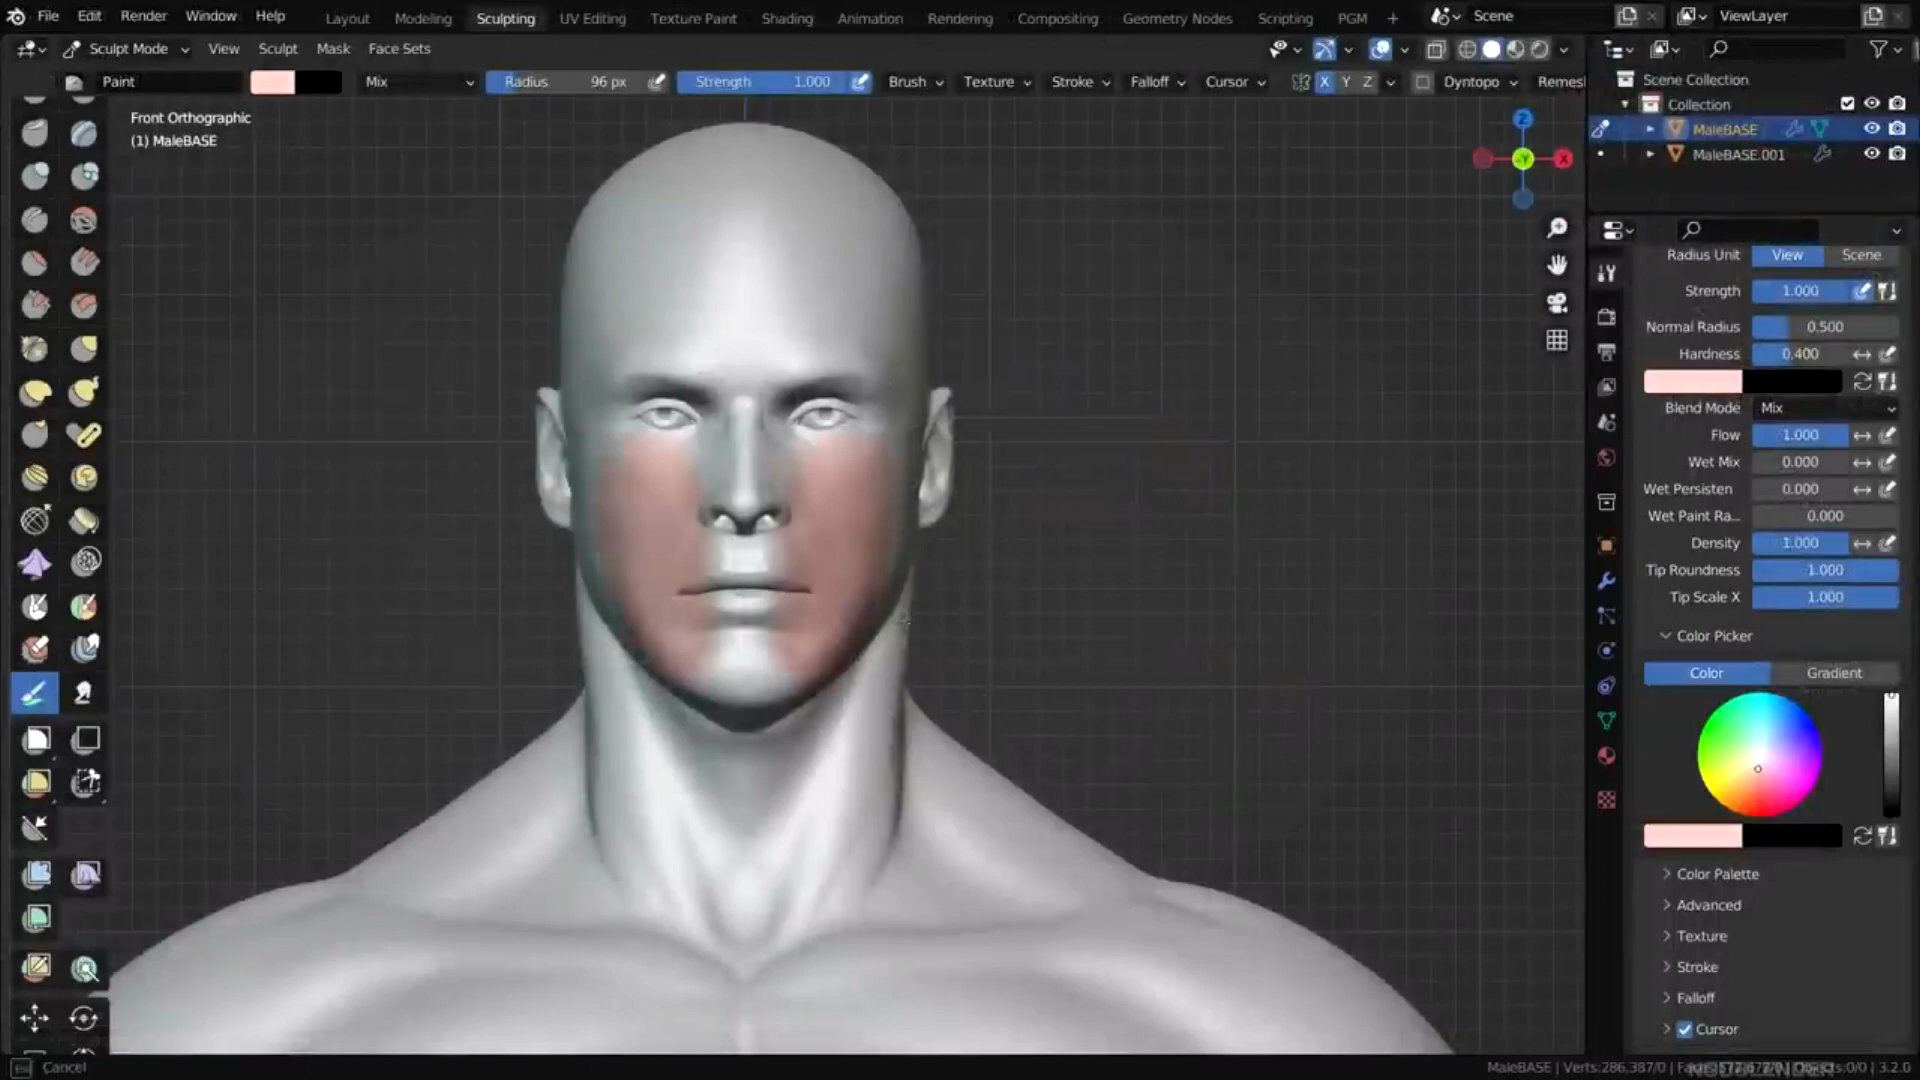 File Edit Render Window Help Layout Modeling Sculpting UV Editing Texture Paint Shading Animation Rendering Compositing Geometry Nodes Scripting PGM + Scene ViewLayer
Sculpt Mode View Sculpt Mask Face Sets
Paint Mix Radius 96 px Strength 1.000 Brush Texture Stroke Falloff Cursor X Y Z Dyntopo Remes
Front Orthographic
(1) MaleBASE
Z
Y
X
Scene Collection
Collection
MaleBASE
MaleBASE.001
Radius Unit View Scene
Strength 1.000
Normal Radius 0.500
Hardness 0.400
Blend Mode Mix
Flow 1.000
Wet Mix 0.000
Wet Persisten 0.000
Wet Paint Ra... 0.000
Density 1.000
Tip Roundness 1.000
Tip Scale X 1.000
Color Picker
Color Gradient
Color Palette
Advanced
Texture
Stroke
Falloff
Cursor
Esc Cancel
MaleBASE | Verts:286,387/0 | 3.2.0